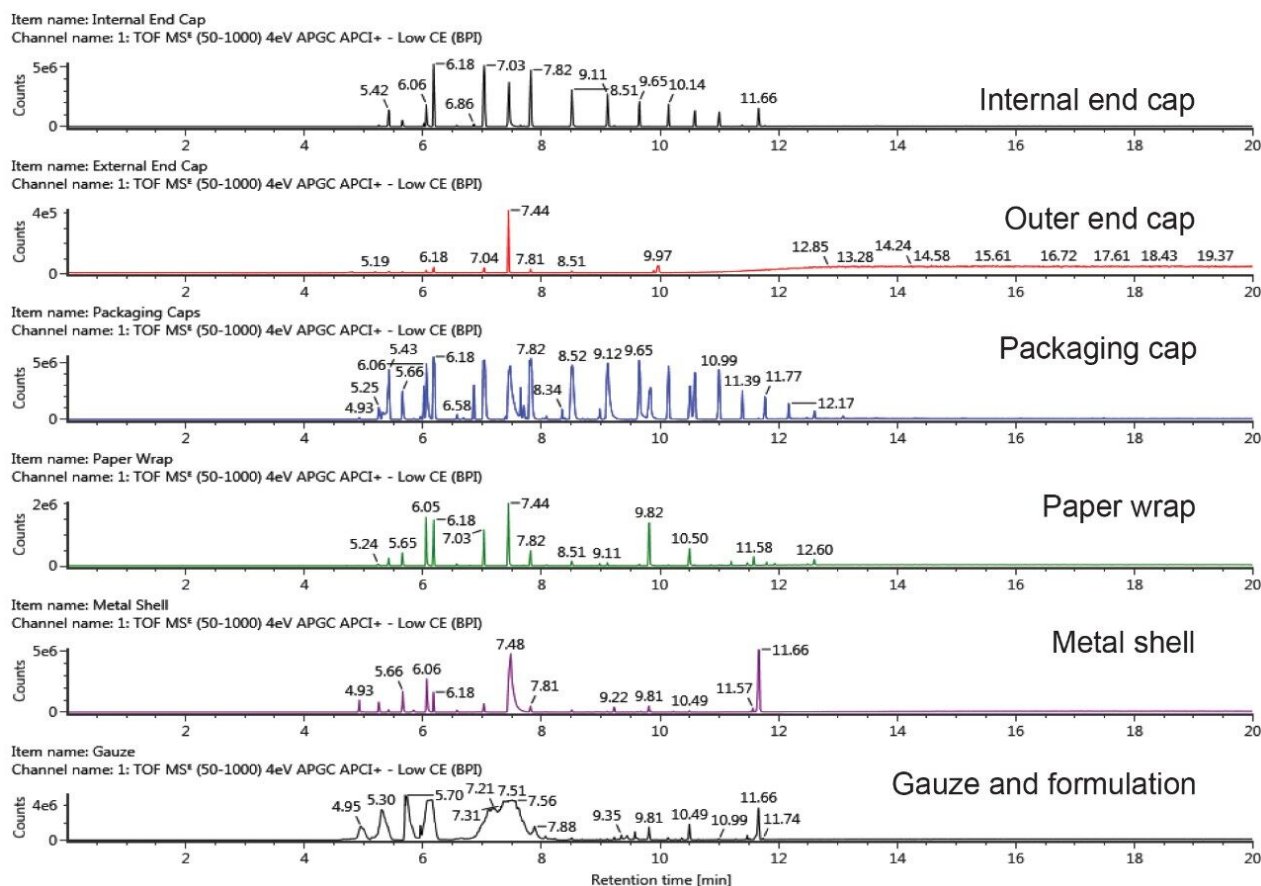 Item name: Internal End Cap
Channel name: 1: TOF MSᴱ (50-1000) 4eV APGC APCI+ - Low CE (BPI)
Counts
5e6
0
5.42
6.06
6.18
6.86
7.03
7.82
9.11
8.51
9.65
10.14
11.66
Internal end cap
2 4 6 8 10 12 14 16 18 20
Item name: External End Cap
Channel name: 1: TOF MSᴱ (50-1000) 4eV APGC APCI+ - Low CE (BPI)
Counts
4e5
0
5.19
6.18
7.04
7.44
7.81
8.51
9.97
12.85
13.28
14.24
14.58
15.61
16.72
17.61
18.43
19.37
Outer end cap
2 4 6 8 10 12 14 16 18 20
Item name: Packaging Caps
Channel name: 1: TOF MSᴱ (50-1000) 4eV APGC APCI+ - Low CE (BPI)
Counts
5e6
0
4.93
5.25
6.06
5.43
5.66
6.18
6.58
7.82
8.34
8.52
9.12
9.65
10.99
11.39
11.77
12.17
Packaging cap
2 4 6 8 10 12 14 16 18 20
Item name: Paper Wrap
Channel name: 1: TOF MSᴱ (50-1000) 4eV APGC APCI+ - Low CE (BPI)
Counts
2e6
0
5.24
5.65
6.05
6.18
7.03
7.44
7.82
8.51
9.11
9.82
10.50
11.58
12.60
Paper wrap
2 4 6 8 10 12 14 16 18 20
Item name: Metal Shell
Channel name: 1: TOF MSᴱ (50-1000) 4eV APGC APCI+ - Low CE (BPI)
Counts
5e6
0
4.93
5.66
6.06
6.18
7.48
7.81
9.22
9.81
10.49
11.57
11.66
Metal shell
2 4 6 8 10 12 14 16 18 20
Item name: Gauze
Channel name: 1: TOF MSᴱ (50-1000) 4eV APGC APCI+ - Low CE (BPI)
Counts
4e6
0
4.95
5.30
5.70
7.21
7.31
7.51
7.56
7.88
9.35
9.81
10.49
10.99
11.66
11.74
Gauze and formulation
2 4 6 8 10 12 14 16 18 20
Retention time [min]